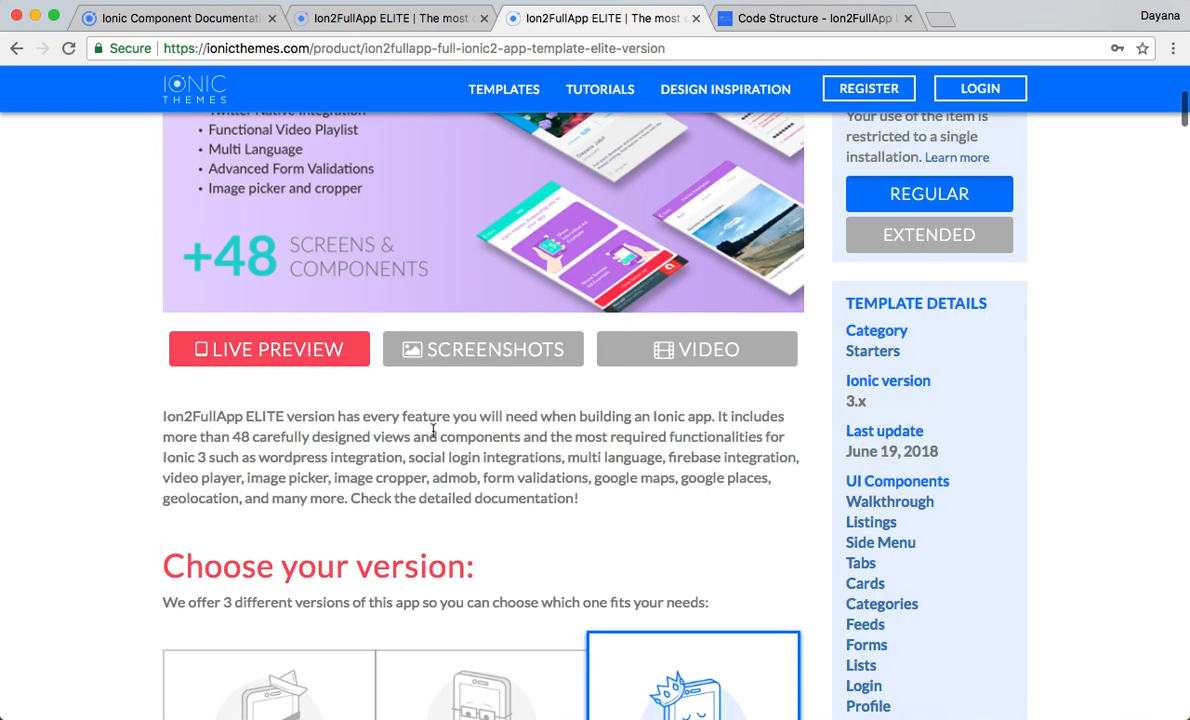 Ionic Component Documentati
Ion2FullApp ELITE | The most c
Ion2FullApp ELITE | The most c
Code Structure - Ion2FullApp
Dayana
Secure
https://ionicthemes.com/product/ion2fullapp-full-ionic2-app-template-elite-version
IONIC
THEMES
TEMPLATES
TUTORIALS
DESIGN INSPIRATION
REGISTER
LOGIN
Twitter Native Integration
• Functional Video Playlist
• Multi Language
• Advanced Form Validations
• Image picker and cropper
+48
SCREENS &
COMPONENTS
Your use of the item is
restricted to a single
installation. Learn more
REGULAR
EXTENDED
LIVE PREVIEW
SCREENSHOTS
VIDEO
Ion2FullApp ELITE version has every feature you will need when building an Ionic app. It includes
more than 48 carefully designed views and components and the most required functionalities for
Ionic 3 such as wordpress integration, social login integrations, multi language, firebase integration,
video player, image picker, image cropper, admob, form validations, google maps, google places,
geolocation, and many more. Check the detailed documentation!
Choose your version:
We offer 3 different versions of this app so you can choose which one fits your needs:
TEMPLATE DETAILS
Category
Starters
Ionic version
3.x
Last update
June 19, 2018
UI Components
Walkthrough
Listings
Side Menu
Tabs
Cards
Categories
Feeds
Forms
Lists
Login
Profile